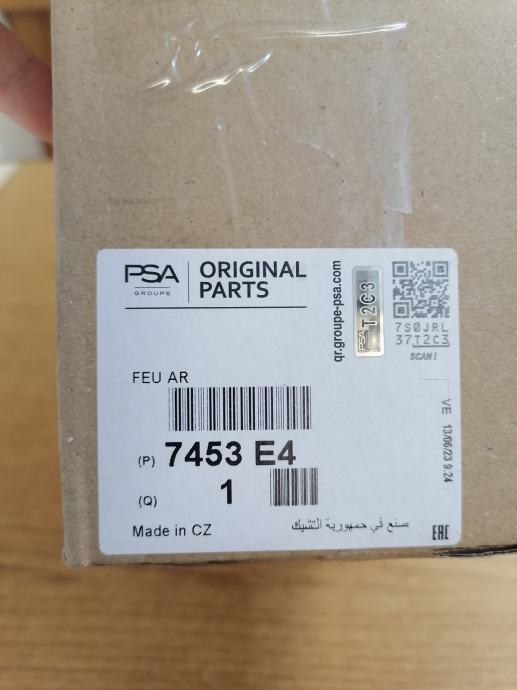 PSA
GROUPE
ORIGINAL
PARTS
qr.groupe-psa.com
PSA T2C3
7S0JRL
37T2C3
SCAN!
FEU AR
VE 13/06/23 9:24
(P) 7453 E4
(Q) 1
Made in CZ
صنع في جمهورية التشيك
EAC